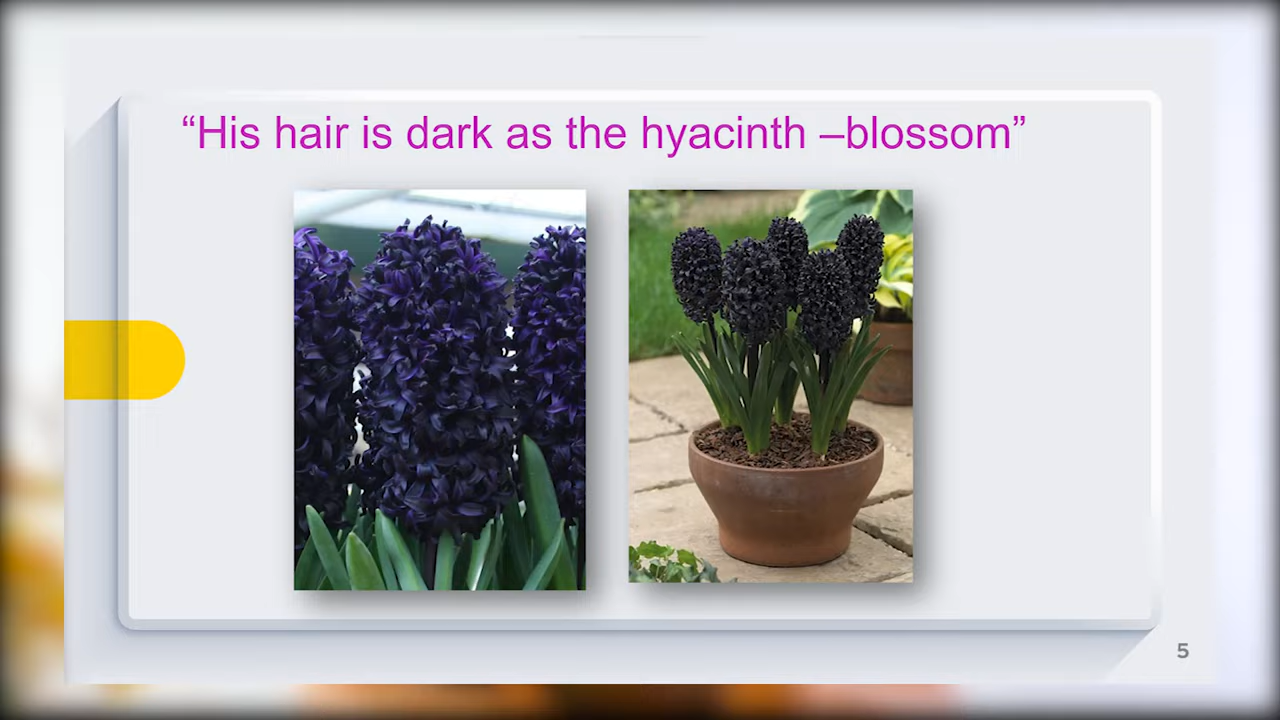 “His hair is dark as the hyacinth –blossom”
5